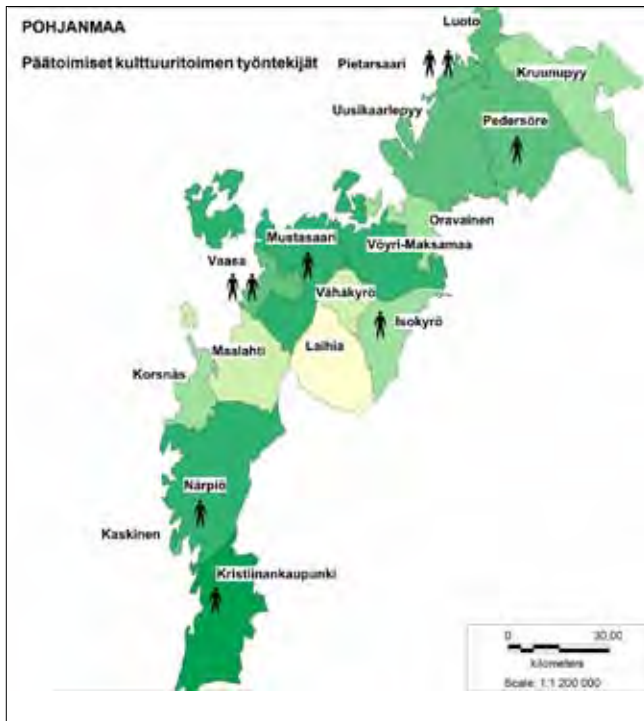 POHJANMAA
Päätoimiset kulttuuritoimen työntekijät
Luoto
Pietarsaari
Kruunupyy
Uusikaarlepyy
Pedersöre
Oravainen
Mustasaari
Vöyri-Maksamaa
Vaasa
Vähäkyrö
Isokyrö
Maalahti
Laihia
Korsnäs
Närpiö
Kaskinen
Kristiinankaupunki
0 30,00
kilometers
Scale: 1:1 200 000